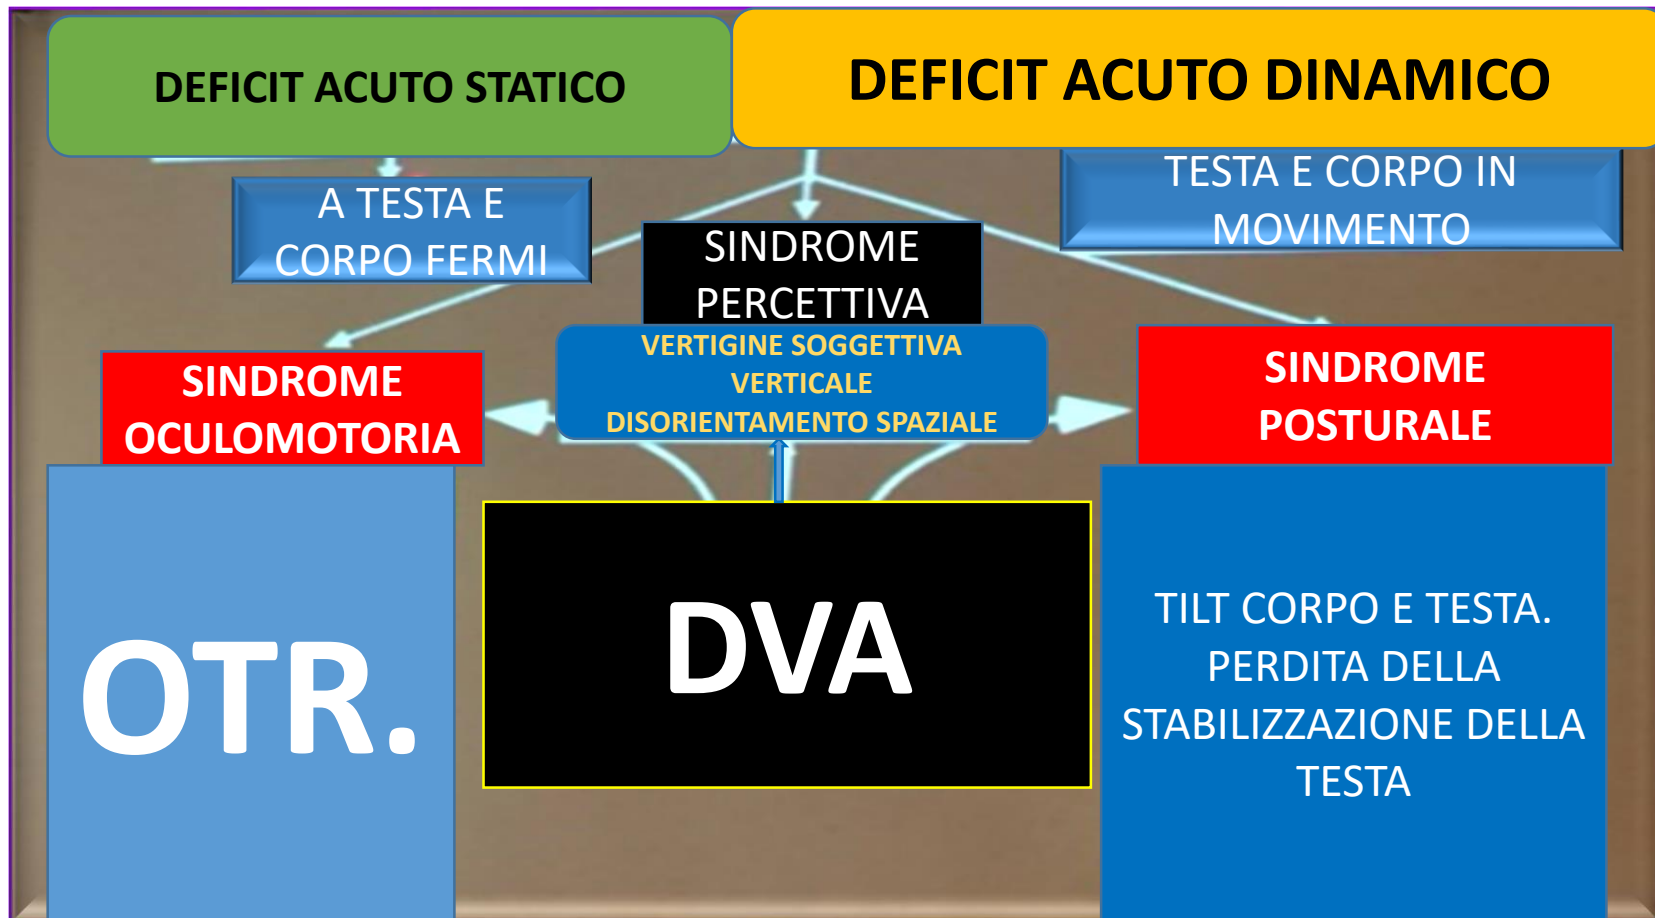 DEFICIT ACUTO STATICO
DEFICIT ACUTO DINAMICO
A TESTA E
CORPO FERMI
TESTA E CORPO IN
MOVIMENTO
SINDROME
PERCETTIVA
VERTIGINE SOGGETTIVA
VERTICALE
DISORIENTAMENTO SPAZIALE
SINDROME
OCULOMOTORIA
SINDROME
POSTURALE
OTR.
DVA
TILT CORPO E TESTA.
PERDITA DELLA
STABILIZZAZIONE DELLA
TESTA